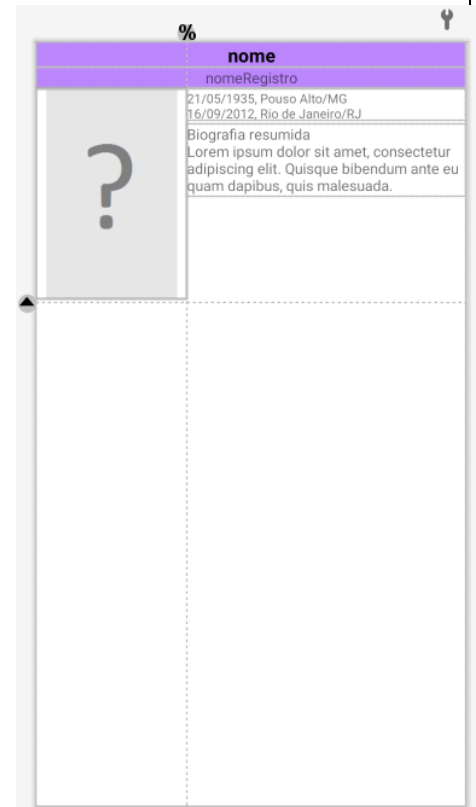 %
nome
nomeRegistro
21/05/1935, Pouso Alto/MG
16/09/2012, Rio de Janeiro/RJ
?
Biografia resumida
Lorem ipsum dolor sit amet, consectetur
adipiscing elit. Quisque bibendum ante eu
quam dapibus, quis malesuada.